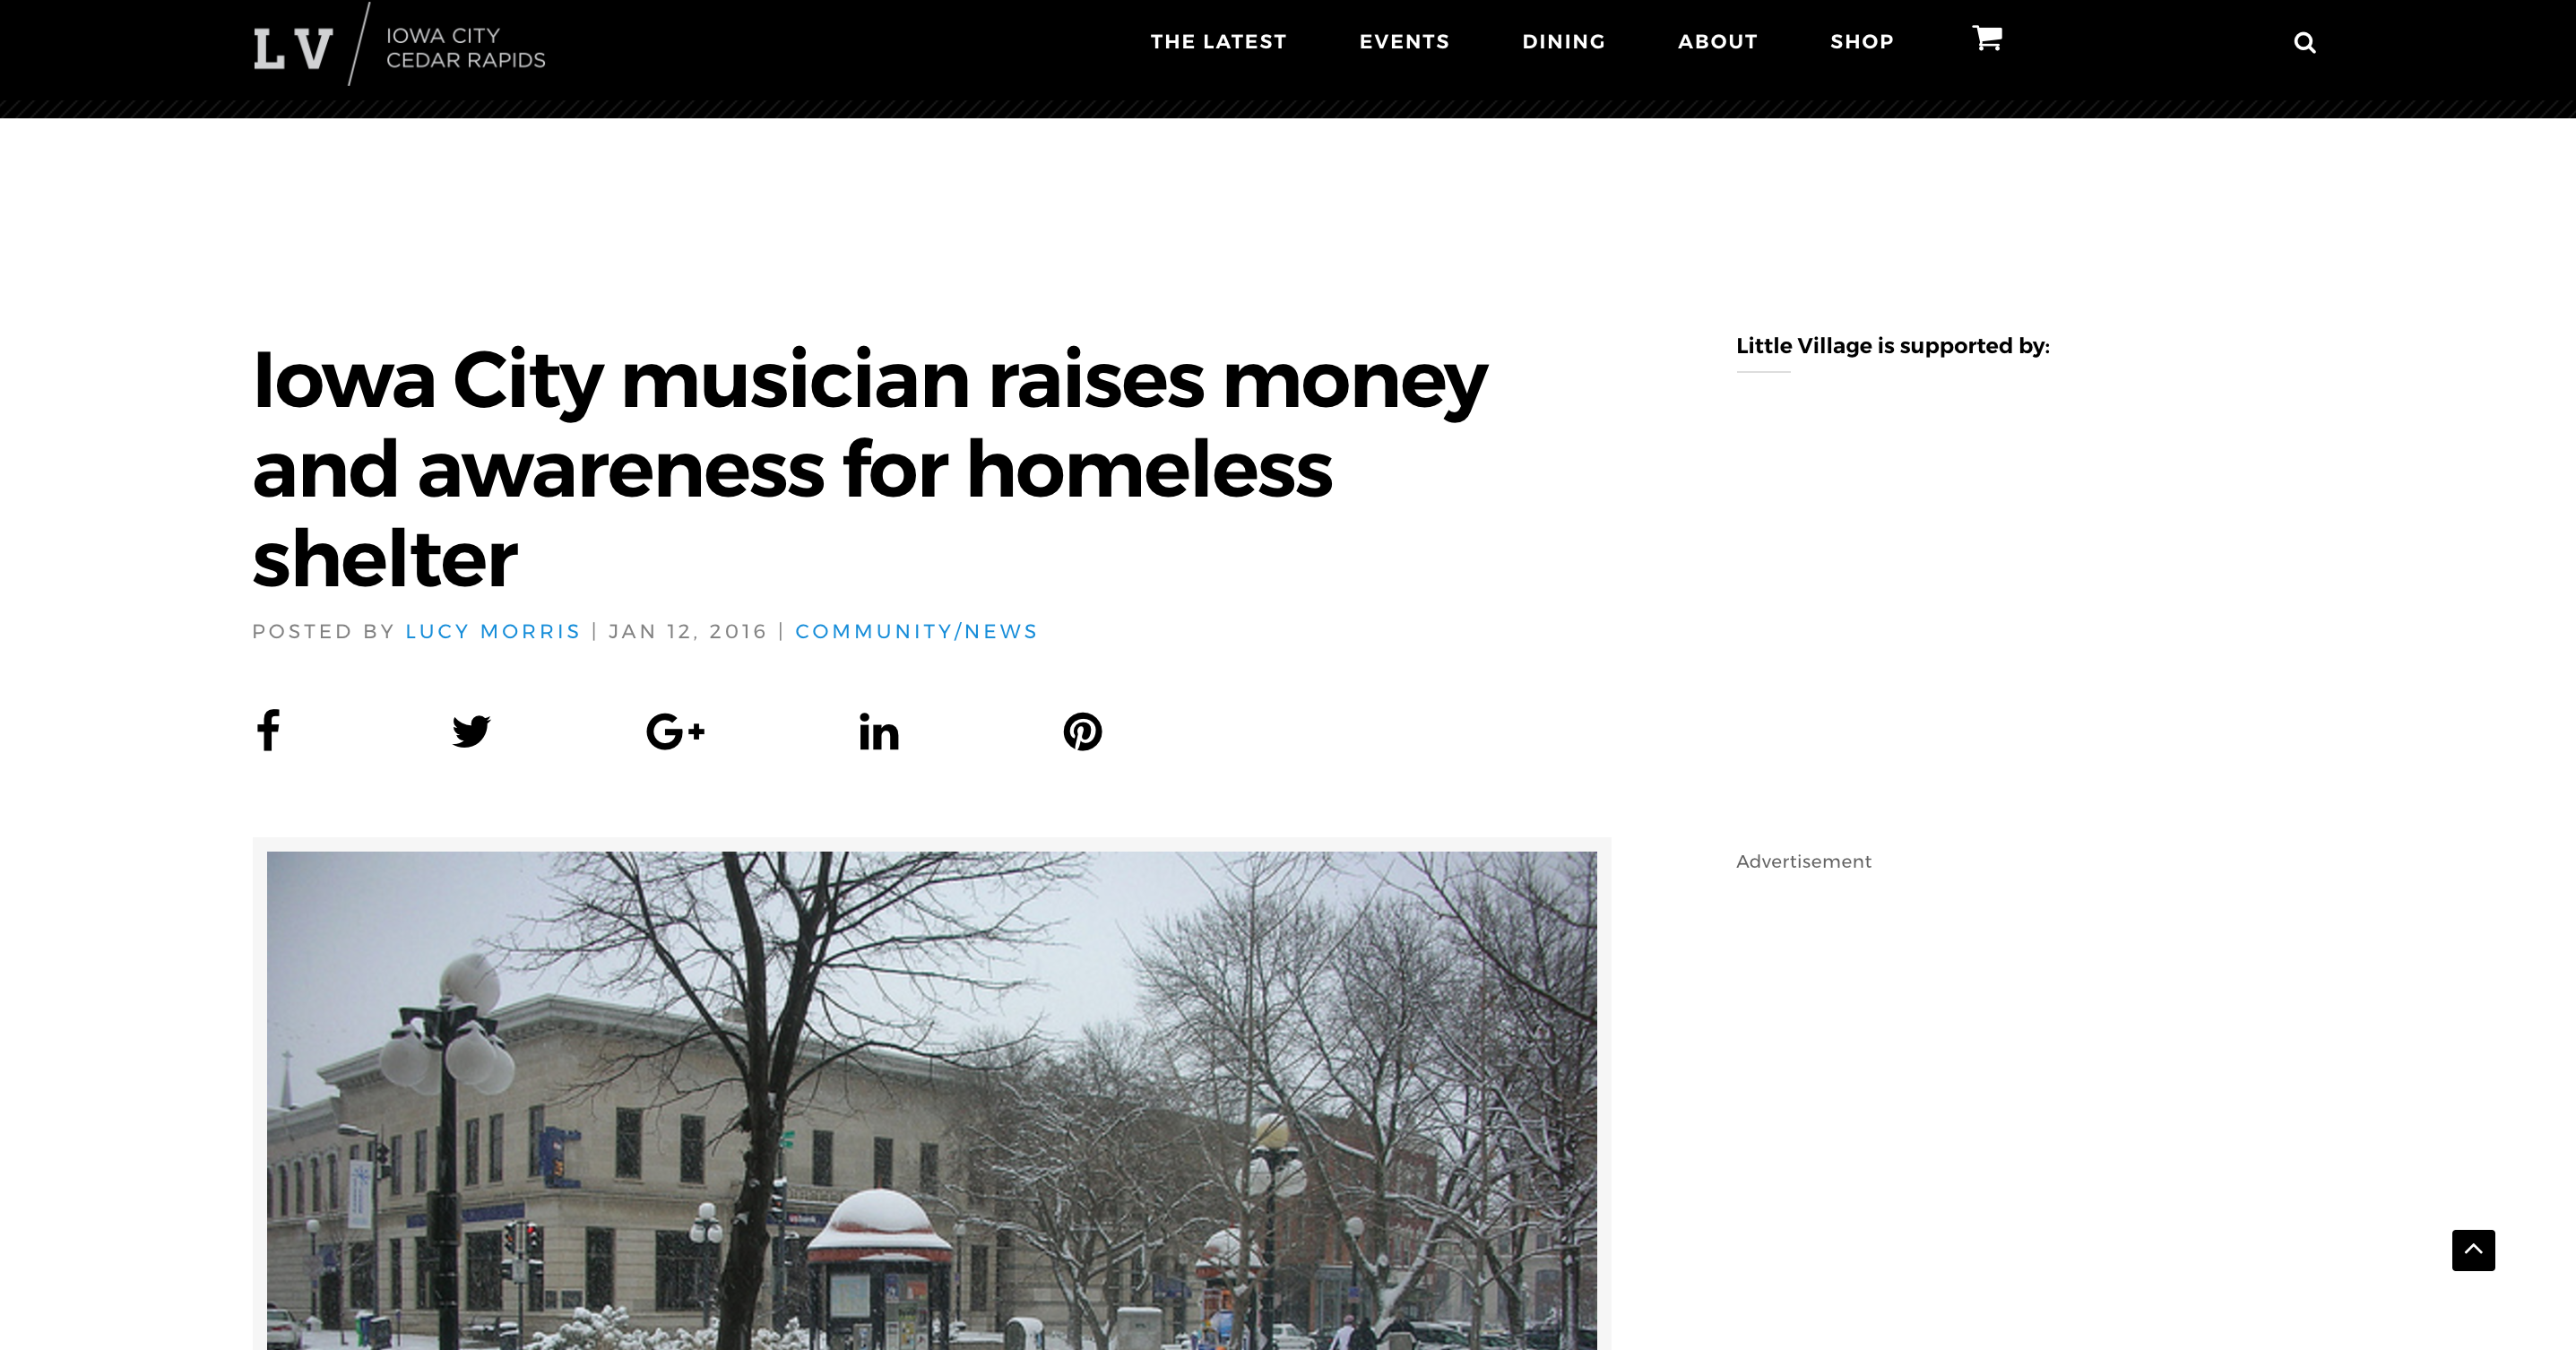 LV
IOWA CITY
CEDAR RAPIDS
THE LATEST
EVENTS
DINING
ABOUT
SHOP
Iowa City musician raises money
and awareness for homeless
shelter
POSTED BY LUCY MORRIS | JAN 12, 2016 | COMMUNITY/NEWS
G+
in
Little Village is supported by:
Advertisement